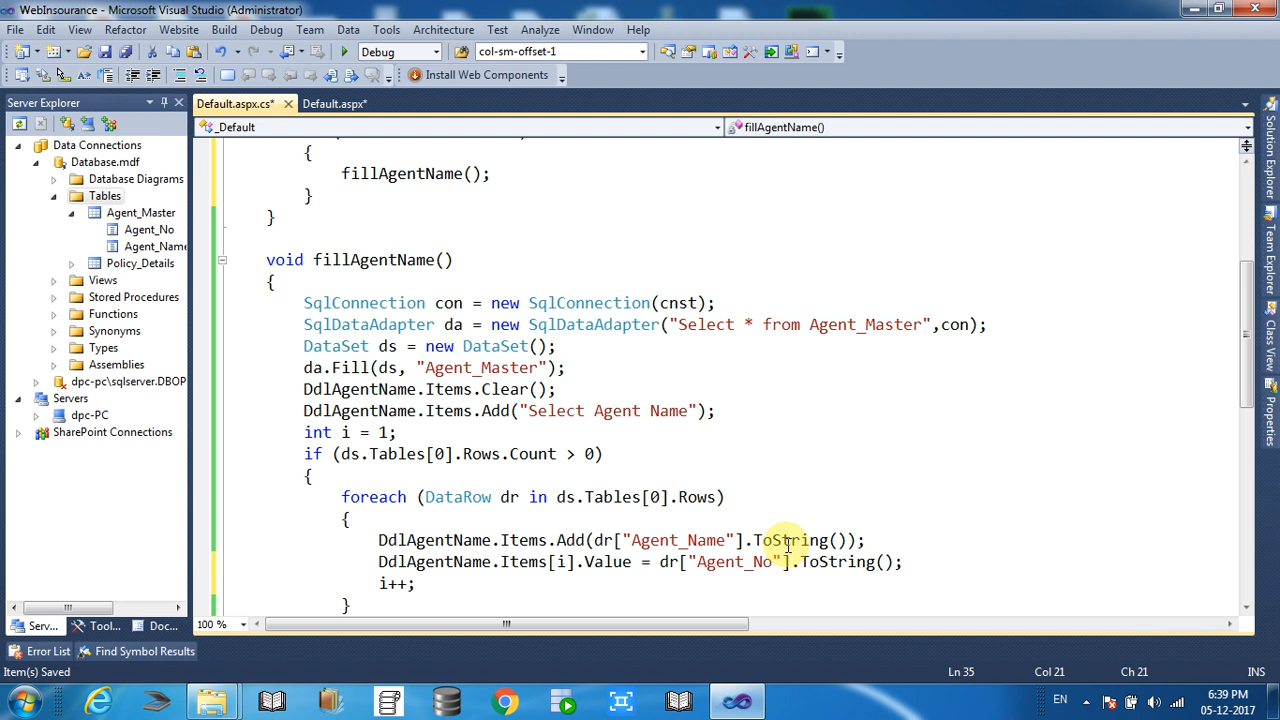 WebInsourance - Microsoft Visual Studio (Administrator)
File Edit View Refactor Website Build Debug Team Data Tools Architecture Test Analyze Window Help
Debug col-sm-offset-1
Install Web Components
Server Explorer
Default.aspx.cs* Default.aspx*
_Default fillAgentName()
Data Connections
Database.mdf
Database Diagrams
Tables
Agent_Master
Agent_No
Agent_Name
Policy_Details
Views
Stored Procedures
Functions
Synonyms
Types
Assemblies
dpc-pc\sqlserver.DBOP
Servers
dpc-PC
SharePoint Connections
{
fillAgentName();
}
}
void fillAgentName()
{
SqlConnection con = new SqlConnection(cnst);
SqlDataAdapter da = new SqlDataAdapter("Select * from Agent_Master",con);
DataSet ds = new DataSet();
da.Fill(ds, "Agent_Master");
DdlAgentName.Items.Clear();
DdlAgentName.Items.Add("Select Agent Name");
int i = 1;
if (ds.Tables[0].Rows.Count > 0)
{
foreach (DataRow dr in ds.Tables[0].Rows)
{
DdlAgentName.Items.Add(dr["Agent_Name"].ToString());
DdlAgentName.Items[i].Value = dr["Agent_No"].ToString();
i++;
}
Solution Explorer
Team Explorer
Class View
Properties
Serv... Tool... Doc...
100 %
Error List Find Symbol Results
Item(s) Saved Ln 35 Col 21 Ch 21 INS
EN 6:39 PM
05-12-2017